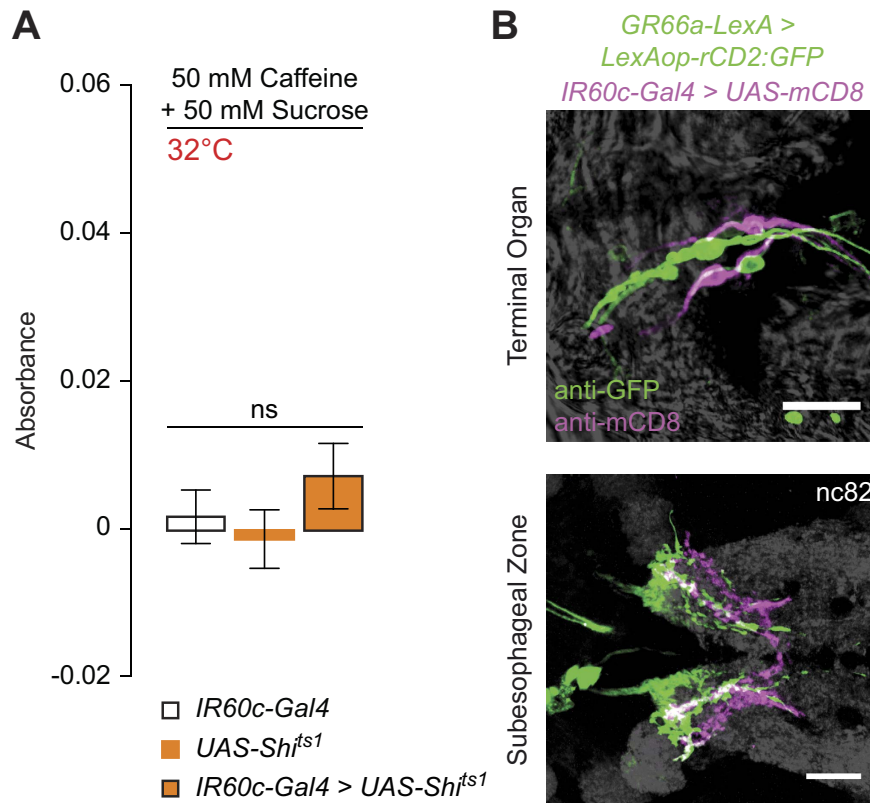 A
50 mM Caffeine
+ 50 mM Sucrose
32°C
0.06
0.04
0.02
0
-0.02
Absorbance
ns
IR60c-Gal4
UAS-Shits1
IR60c-Gal4 > UAS-Shits1
B
GR66a-LexA >
LexAop-rCD2:GFP
IR60c-Gal4 > UAS-mCD8
Terminal Organ
anti-GFP
anti-mCD8
Subesophageal Zone
nc82